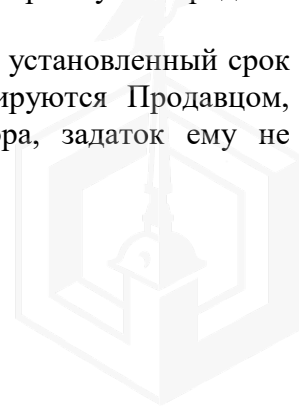 установленный срок
ируются Продавцом,
ра, задаток ему не